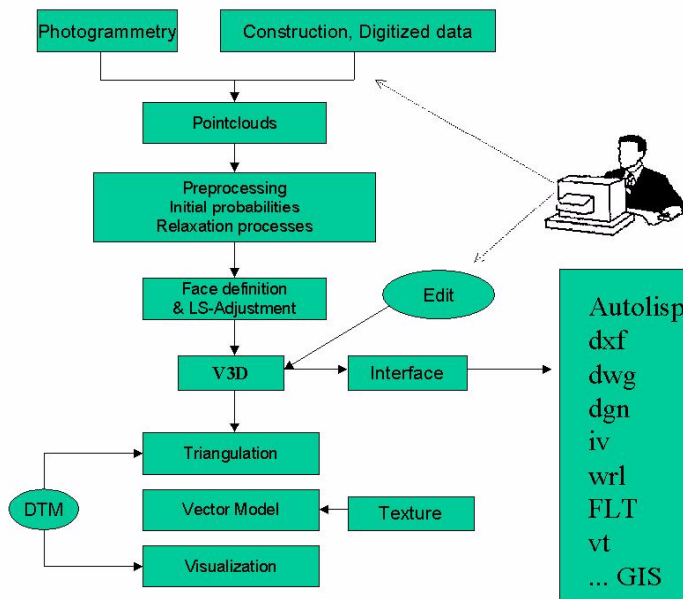 Photogrammetry
Construction, Digitized data
Pointclouds
Preprocessing
Initial probabilities
Relaxation processes
Face definition
& LS-Adjustment
Edit
V3D
Interface
Autolisp
dxf
dwg
dgn
iv
wrl
FLT
vt
... GIS
Triangulation
DTM
Vector Model
Texture
Visualization